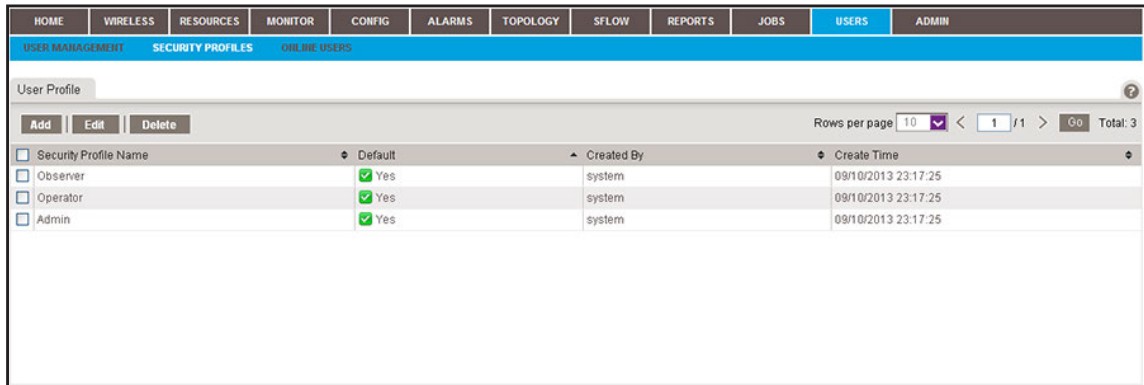 HOME WIRELESS RESOURCES MONITOR CONFIG ALARMS TOPOLOGY SFLOW REPORTS JOBS USERS ADMIN
USER MANAGEMENT SECURITY PROFILES ONLINE USERS
User Profile ?
Add Edit Delete Rows per page 10 < 1 /1 > Go Total: 3
Security Profile Name Default Created By Create Time
Observer Yes system 09/10/2013 23:17:25
Operator Yes system 09/10/2013 23:17:25
Admin Yes system 09/10/2013 23:17:25